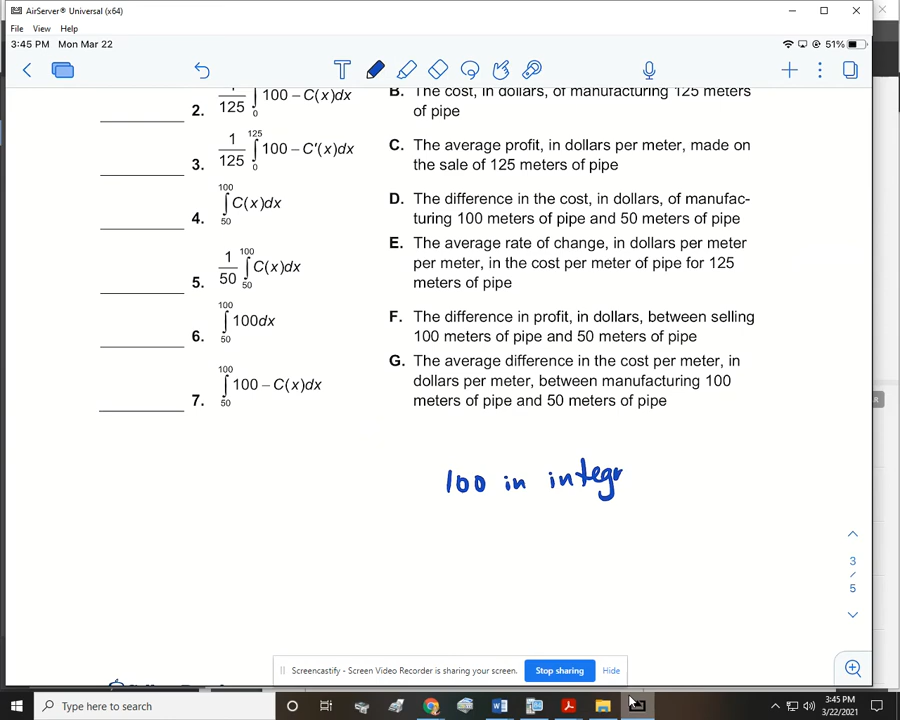 AirServer® Universal (x64)
File View Help
3:45 PM Mon Mar 22
51%
T
2. 1/125 ∫ 0 100 – C(x)dx
B. The cost, in dollars, of manufacturing 125 meters
of pipe
3. 1/125 ∫ 0 125 100 – C'(x)dx
C. The average profit, in dollars per meter, made on
the sale of 125 meters of pipe
4. ∫ 50 100 C(x)dx
D. The difference in the cost, in dollars, of manufac-
turing 100 meters of pipe and 50 meters of pipe
E. The average rate of change, in dollars per meter
per meter, in the cost per meter of pipe for 125
meters of pipe
5. 1/50 ∫ 50 100 C(x)dx
6. ∫ 50 100 100dx
F. The difference in profit, in dollars, between selling
100 meters of pipe and 50 meters of pipe
7. ∫ 50 100 100 – C(x)dx
G. The average difference in the cost per meter, in
dollars per meter, between manufacturing 100
meters of pipe and 50 meters of pipe
100 in integr
3
/
5
Screencastify - Screen Video Recorder is sharing your screen.
Stop sharing
Hide
Type here to search
3:45 PM
3/22/2021